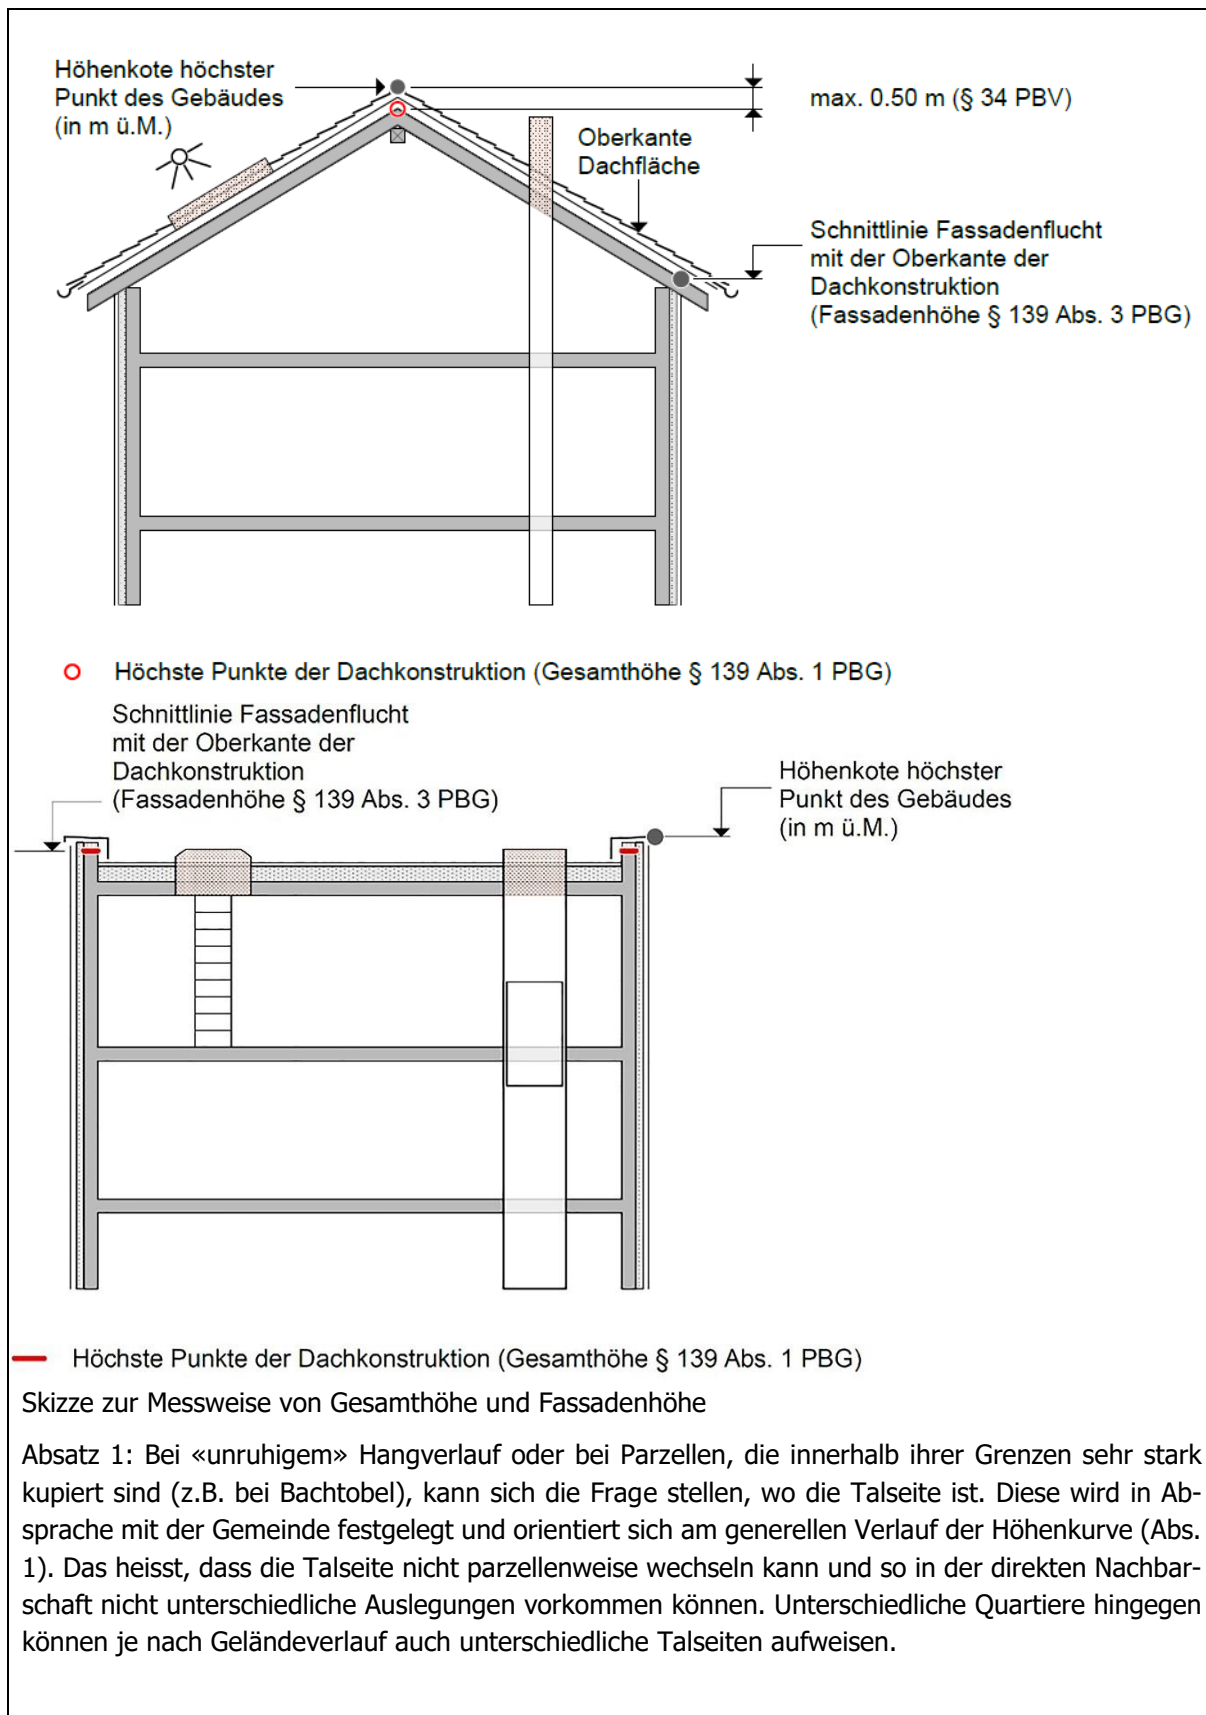 Höhenkote höchster
Punkt des Gebäudes
(in m ü.M.)
max. 0.50 m (§ 34 PBV)
Oberkante
Dachfläche
Schnittlinie Fassadenflucht
mit der Oberkante der
Dachkonstruktion
(Fassadenhöhe § 139 Abs. 3 PBG)
Höchste Punkte der Dachkonstruktion (Gesamthöhe § 139 Abs. 1 PBG)
Schnittlinie Fassadenflucht
mit der Oberkante der
Dachkonstruktion
(Fassadenhöhe § 139 Abs. 3 PBG)
Höhenkote höchster
Punkt des Gebäudes
(in m ü.M.)
Höchste Punkte der Dachkonstruktion (Gesamthöhe § 139 Abs. 1 PBG)
Skizze zur Messweise von Gesamthöhe und Fassadenhöhe
Absatz 1: Bei «unruhigem» Hangverlauf oder bei Parzellen, die innerhalb ihrer Grenzen sehr stark
kupiert sind (z.B. bei Bachtobel), kann sich die Frage stellen, wo die Talseite ist. Diese wird in Ab-
sprache mit der Gemeinde festgelegt und orientiert sich am generellen Verlauf der Höhenkurve (Abs.
1). Das heisst, dass die Talseite nicht parzellenweise wechseln kann und so in der direkten Nachbar-
schaft nicht unterschiedliche Auslegungen vorkommen können. Unterschiedliche Quartiere hingegen
können je nach Geländeverlauf auch unterschiedliche Talseiten aufweisen.